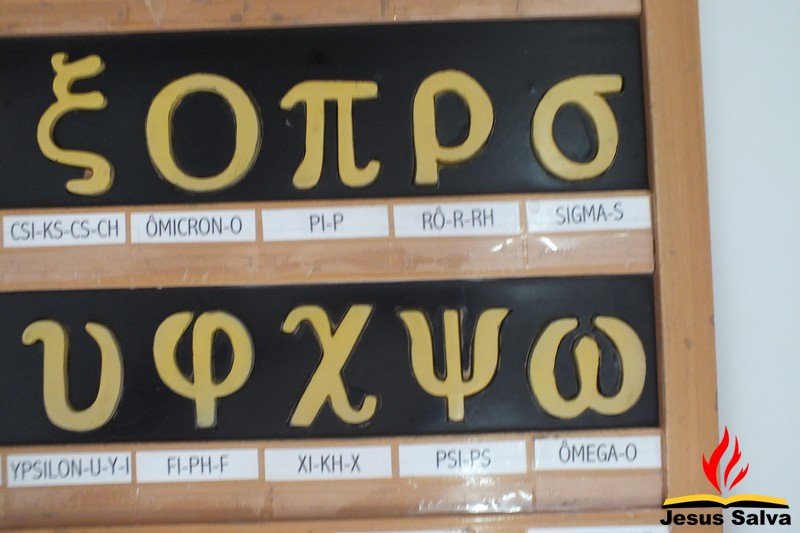 ξ ο π ρ σ
CSI-KS-CS-CH ÔMICRON-O PI-P RÔ-R-RH SIGMA-S
υ φ χ ψ ω
YPSILON-U-Y-I FI-PH-F XI-KH-X PSI-PS ÔMEGA-O
Jesus Salva